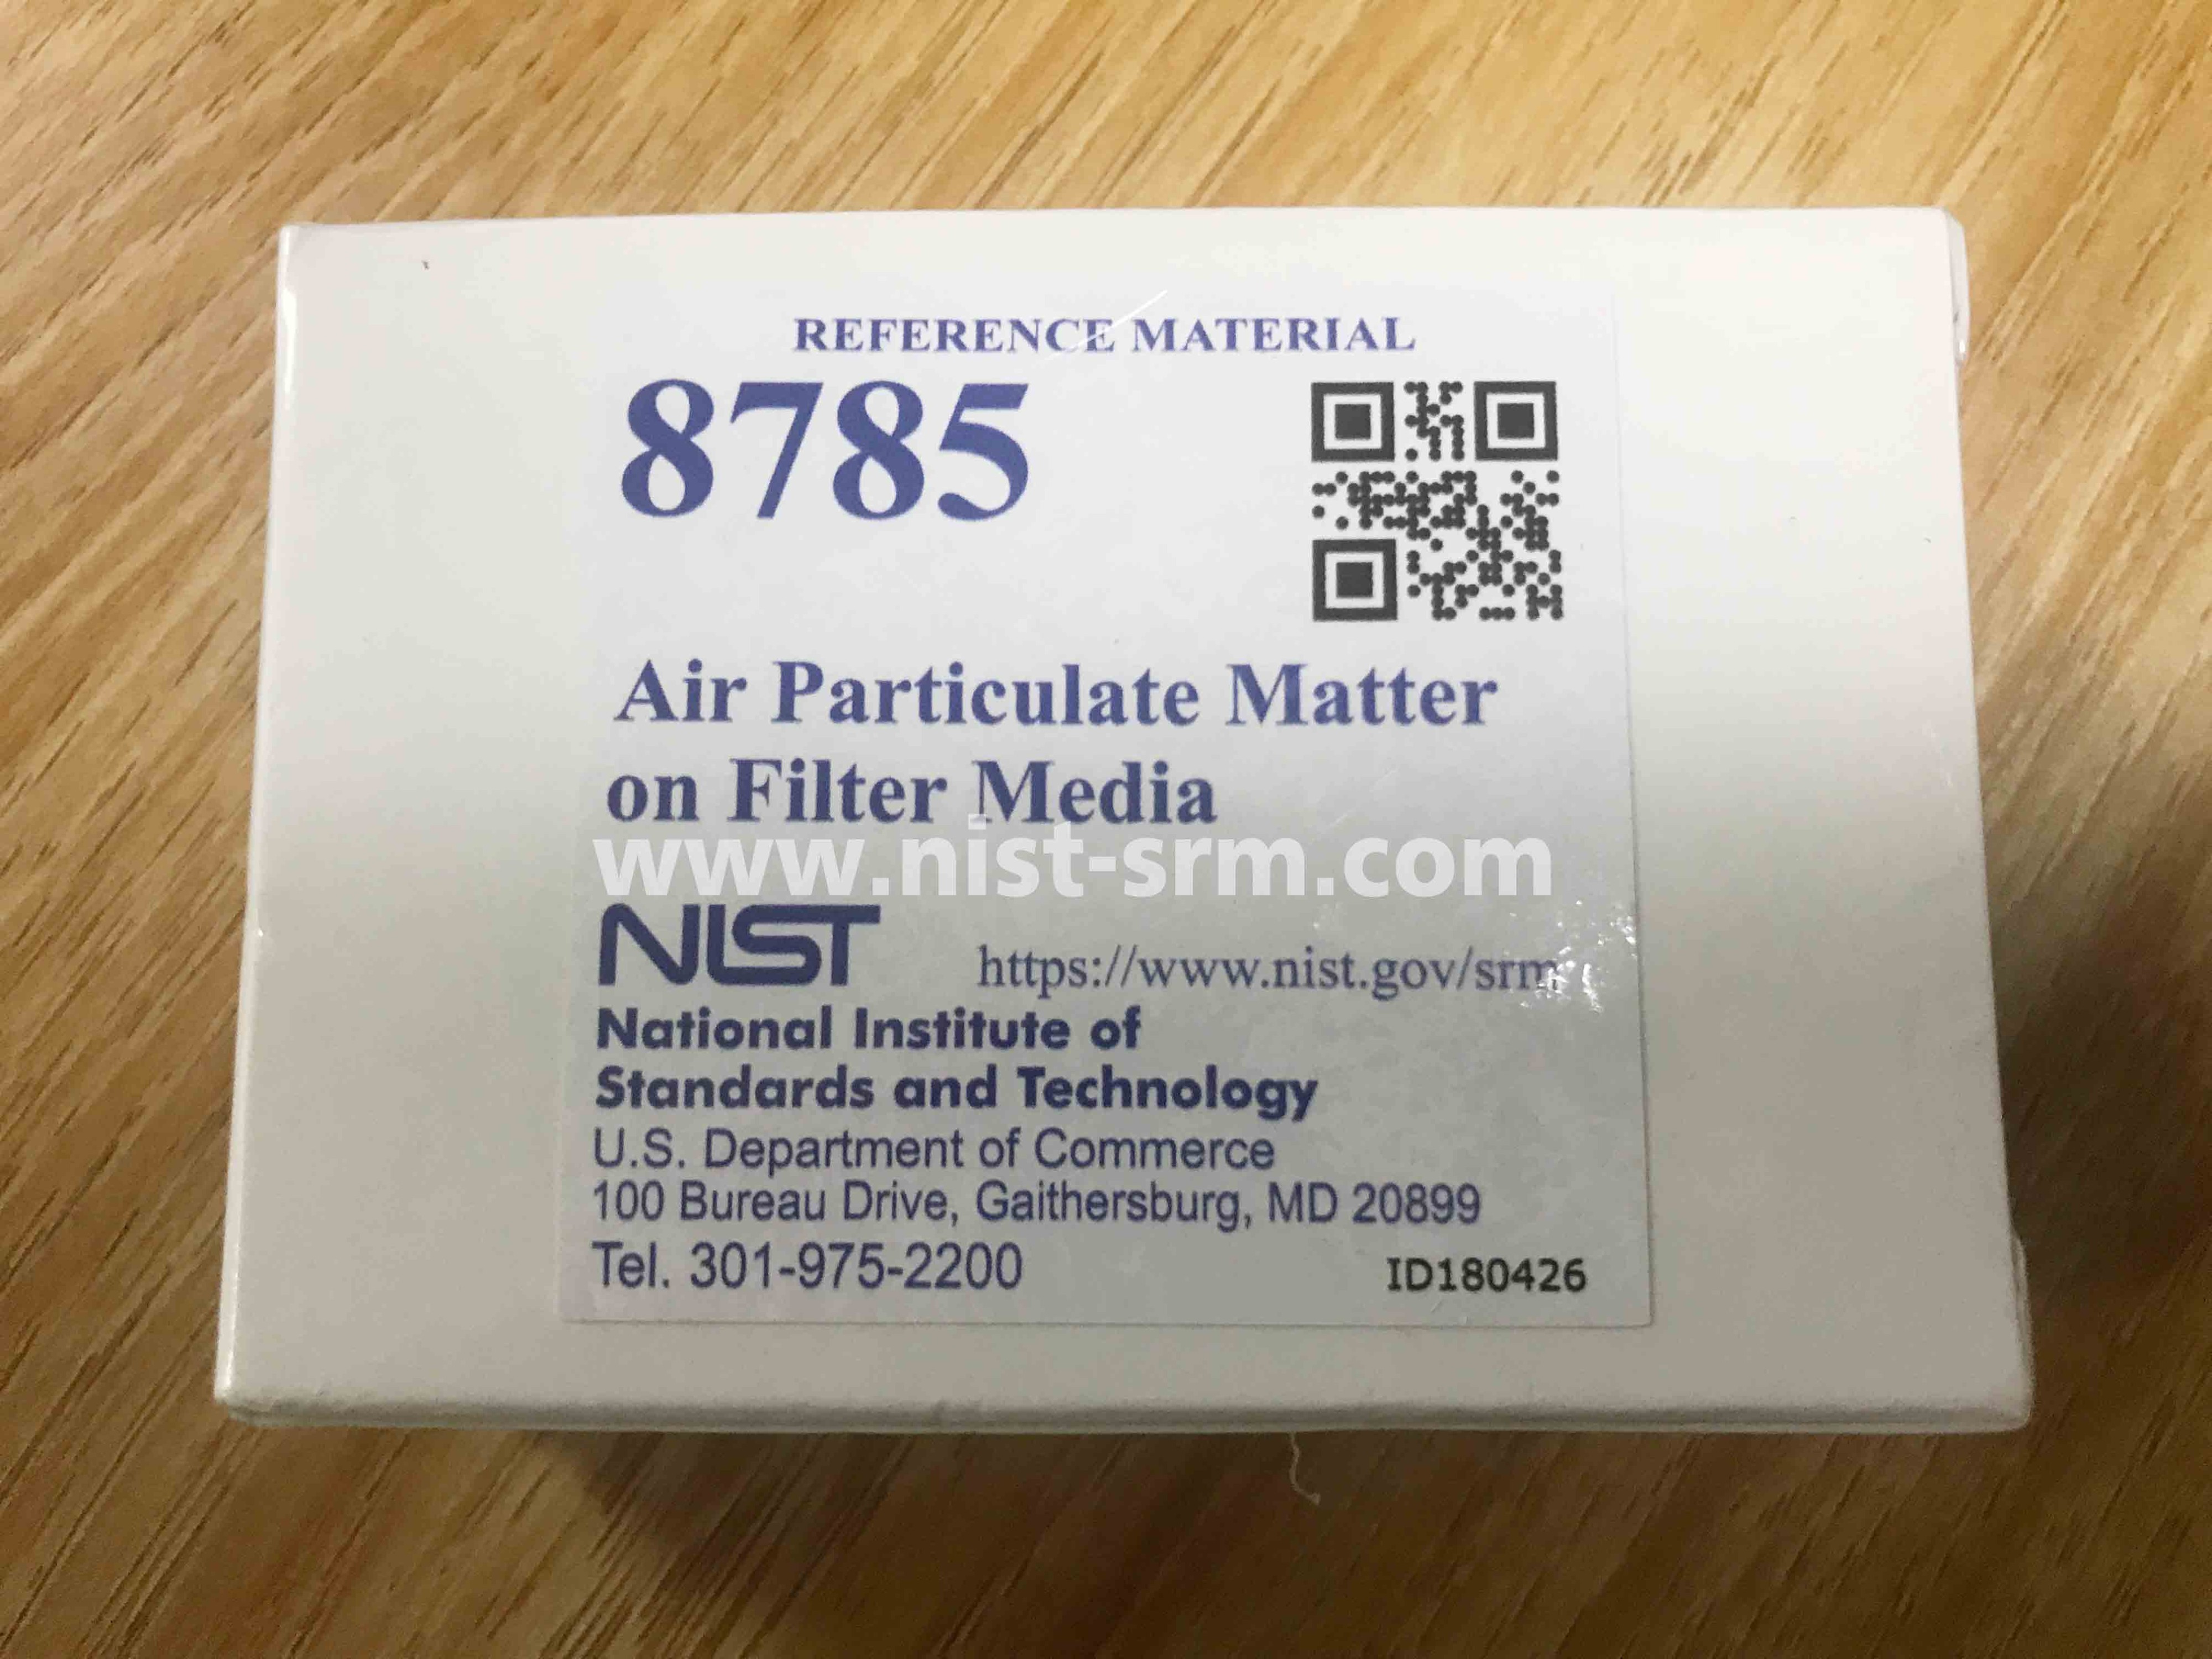 REFERENCE MATERIAL
8785
Air Particulate Matter
on Filter Media
www.nist-srm.com
NIST
https://www.nist.gov/srm
National Institute of
Standards and Technology
U.S. Department of Commerce
100 Bureau Drive, Gaithersburg, MD 20899
Tel. 301-975-2200
ID180426